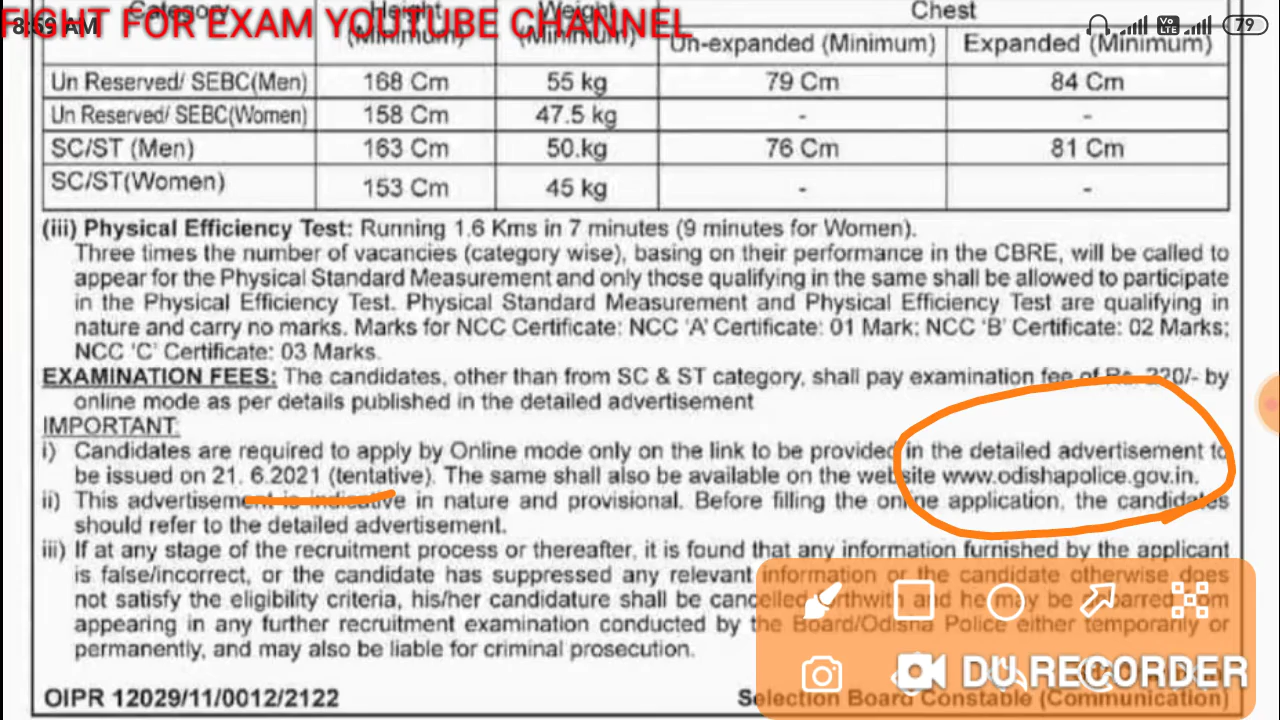 FIGHT FOR EXAM YOUTUBE CHANNEL
8:59 AM
Vo LTE
79
Category Height Weight Chest
(Minimum) (Minimum) Un-expanded (Minimum) Expanded (Minimum)
Un Reserved/ SEBC(Men) 168 Cm 55 kg 79 Cm 84 Cm
Un Reserved/ SEBC(Women) 158 Cm 47.5 kg - -
SC/ST (Men) 163 Cm 50.kg 76 Cm 81 Cm
SC/ST(Women) 153 Cm 45 kg - -
(iii) Physical Efficiency Test: Running 1.6 Kms in 7 minutes (9 minutes for Women).
Three times the number of vacancies (category wise), basing on their performance in the CBRE, will be called to
appear for the Physical Standard Measurement and only those qualifying in the same shall be allowed to participate
in the Physical Efficiency Test. Physical Standard Measurement and Physical Efficiency Test are qualifying in
nature and carry no marks. Marks for NCC Certificate: NCC 'A' Certificate: 01 Mark; NCC 'B' Certificate: 02 Marks;
NCC 'C' Certificate: 03 Marks.
EXAMINATION FEES: The candidates, other than from SC & ST category, shall pay examination fee of Rs. 220/- by
online mode as per details published in the detailed advertisement
IMPORTANT:
i) Candidates are required to apply by Online mode only on the link to be provided in the detailed advertisement to
be issued on 21. 6.2021 (tentative). The same shall also be available on the website www.odishapolice.gov.in.
ii) This advertisement is indicative in nature and provisional. Before filling the online application, the candidates
should refer to the detailed advertisement.
iii) If at any stage of the recruitment process or thereafter, it is found that any information furnished by the applicant
is false/incorrect, or the candidate has suppressed any relevant information or the candidate otherwise does
not satisfy the eligibility criteria, his/her candidature shall be cancelled forthwith and he may be debarred from
appearing in any further recruitment examination conducted by the Board/Odisha Police either temporarily or
permanently, and may also be liable for criminal prosecution.
DU RECORDER
OIPR 12029/11/0012/2122 Selection Board Constable (Communication)